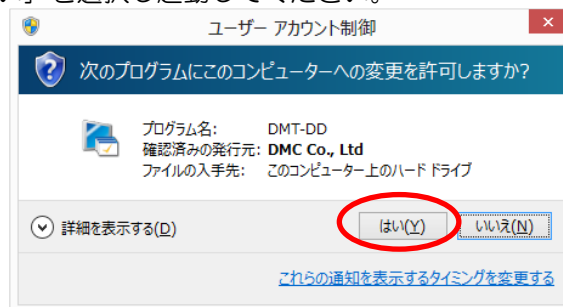 を選択し起動してください。
ユーザー アカウント制御
次のプログラムにこのコンピューターへの変更を許可しますか?
プログラム名: DMT-DD
確認済みの発行元: DMC Co., Ltd
ファイルの入手先: このコンピューター上のハード ドライブ
詳細を表示する(D)
はい(Y) いいえ(N)
これらの通知を表示するタイミングを変更する